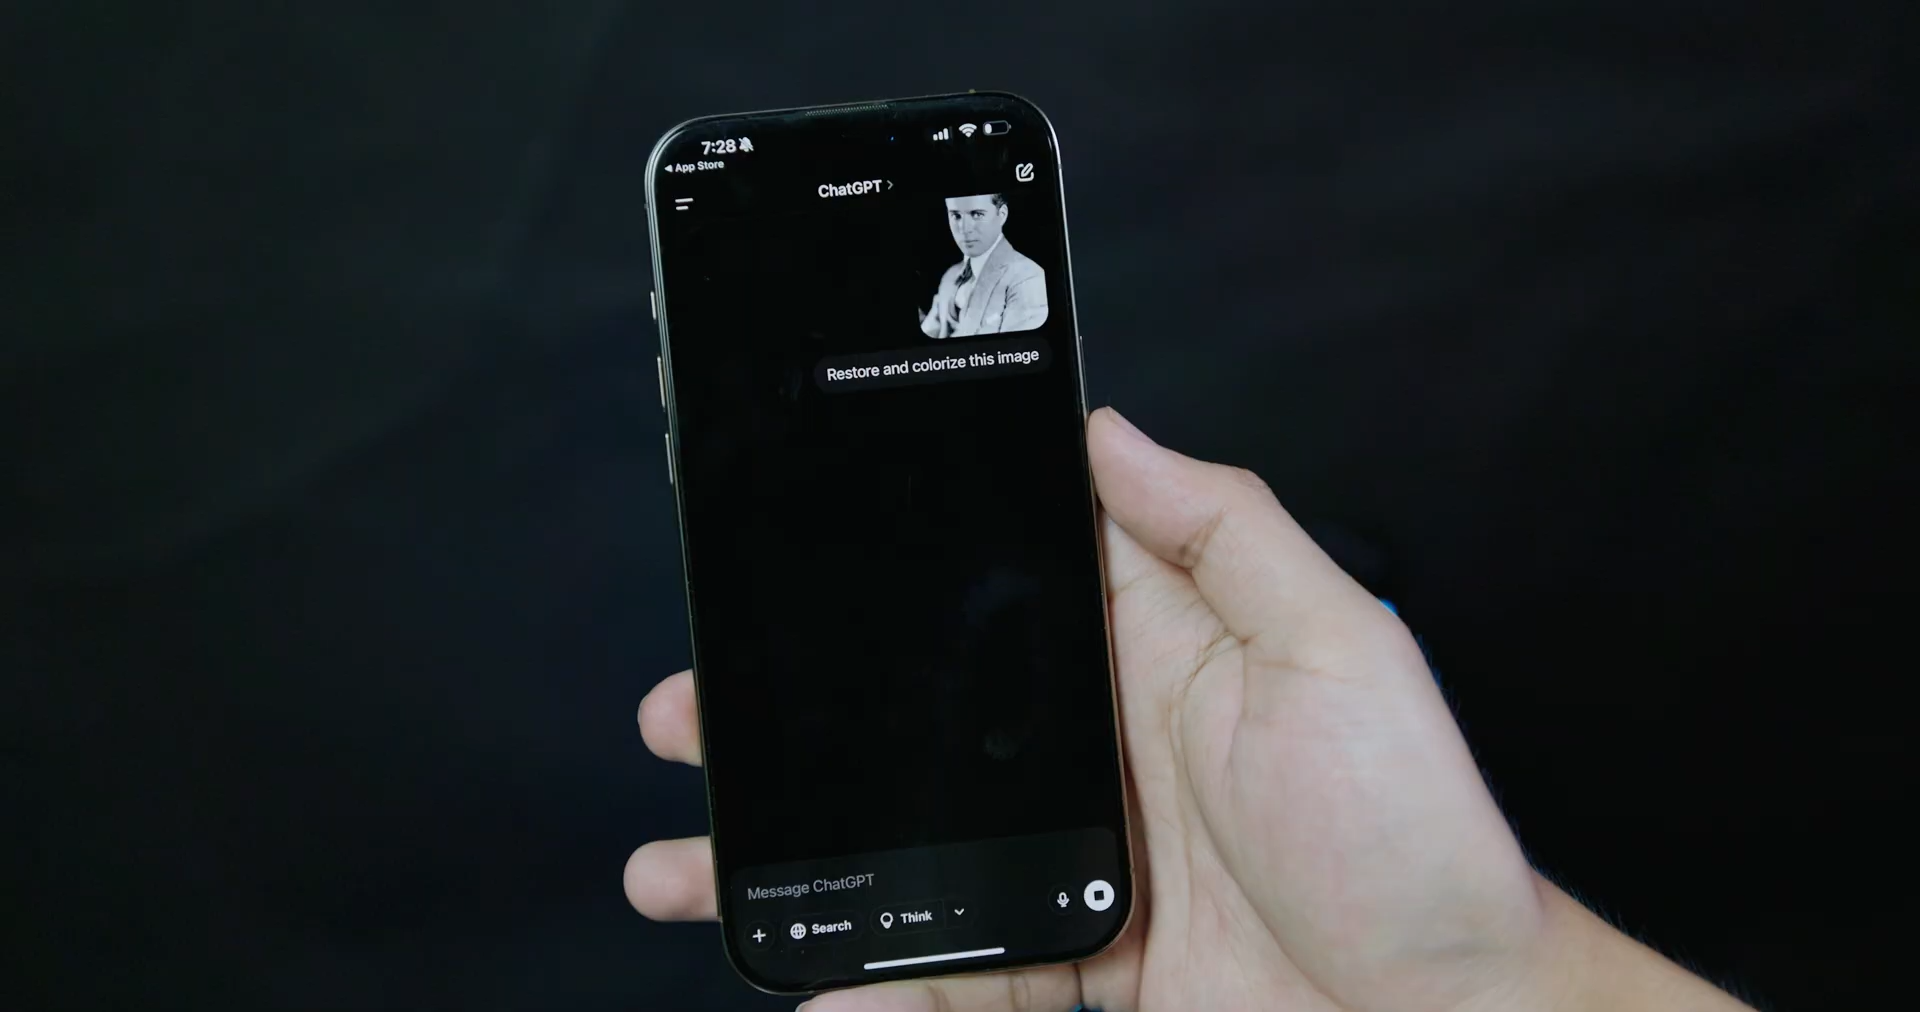 7:28
App Store
ChatGPT
Restore and colorize this image
Message ChatGPT
Search Think